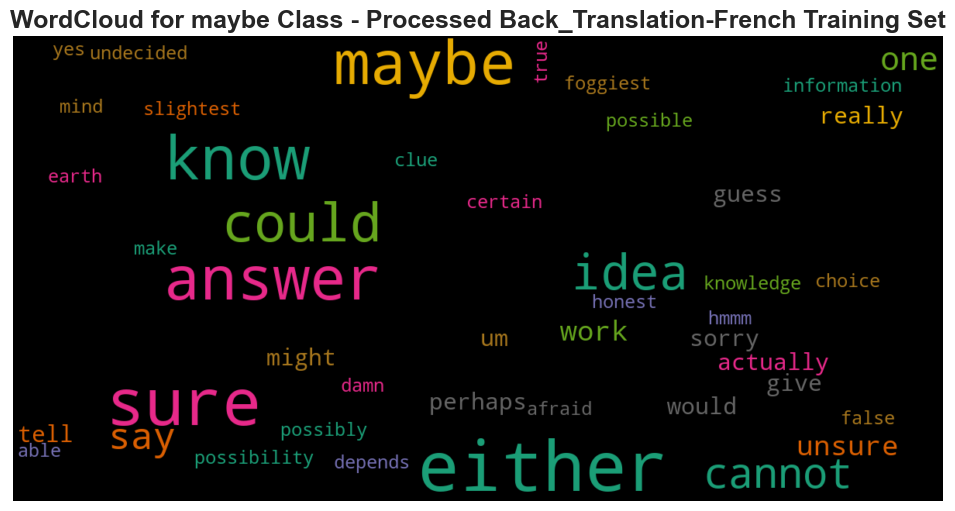 WordCloud for maybe Class - Processed Back_Translation-French Training Set
yes undecided maybe true one
foggiest information
mind slightest possible really
know clue
earth certain guess
could
make answer idea knowledge choice
honest
um work hmmm sorry
might actually
damn give
sure perhaps afraid would
false
tell say possibly unsure
able possibility depends either cannot